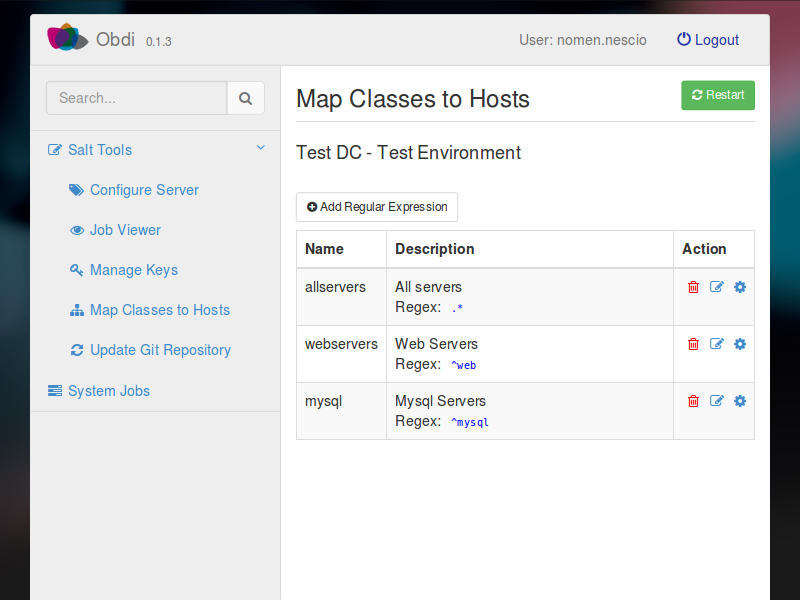 Obdi 0.1.3
User: nomen.nescio
Logout
Search...
Salt Tools
Configure Server
Job Viewer
Manage Keys
Map Classes to Hosts
Update Git Repository
System Jobs
Map Classes to Hosts
Restart
Test DC - Test Environment
Add Regular Expression
Name Description Action
allservers All servers
Regex: .*
webservers Web Servers
Regex: ^web
mysql Mysql Servers
Regex: ^mysql